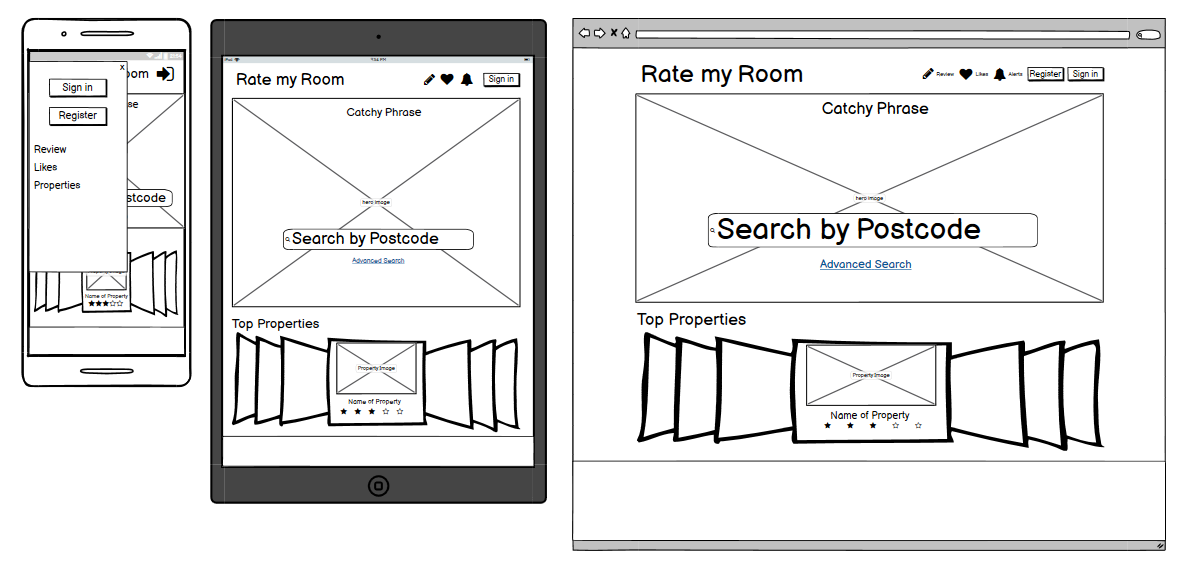 x
oom
Sign in
se
Register
Review
Likes
Properties
stcode
Name of Property
iPad
Rate my Room
Sign in
Catchy Phrase
hero image
Search by Postcode
Advanced Search
Top Properties
Property Image
Name of Property
Rate my Room
Review
Likes
Alerts
Register
Sign in
Catchy Phrase
hero image
Search by Postcode
Advanced Search
Top Properties
Property Image
Name of Property